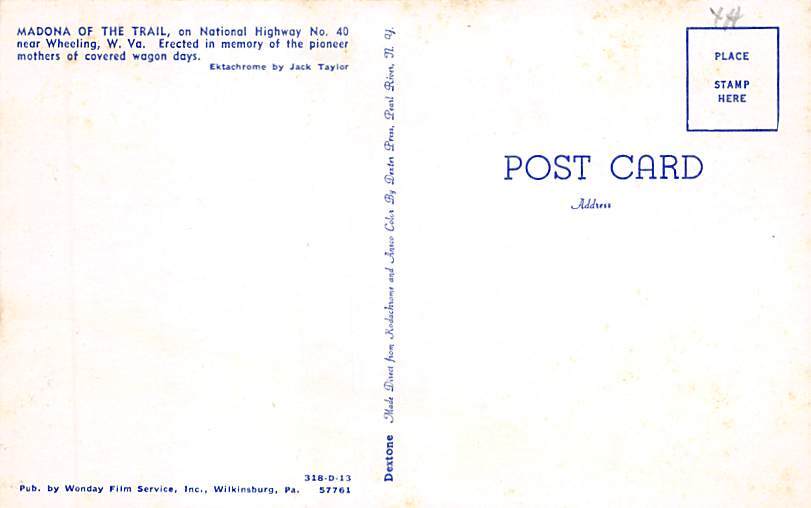 MADONA OF THE TRAIL, on National Highway No. 40
near Wheeling, W. Va. Erected in memory of the pioneer
mothers of covered wagon days.
Ektachrome by Jack Taylor
318-D-13
Pub. by Wonday Film Service, Inc., Wilkinsburg, Pa. 57761
Dextone Made Direct from Kodachrome and Ansco Color By Dexter Press, Pearl River, N. Y.
PLACE
STAMP
HERE
POST CARD
Address